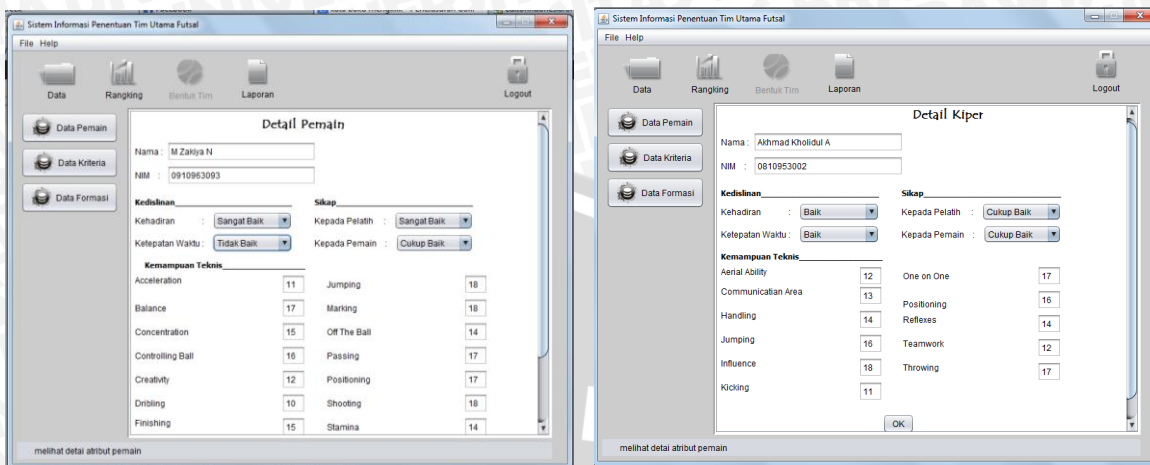 Sistem Informasi Penentuan Tim Utama Futsal
File Help
Data Rangking Bentuk Tim Laporan Logout
Data Pemain
Data Kriteria
Data Formasi
Detail Pemain
Nama : M Zakiya N
NIM : 0910963093
Kedislinan Sikap
Kehadiran : Sangat Baik Kepada Pelatih : Sangat Baik
Ketepatan Waktu : Tidak Baik Kepada Pemain : Cukup Baik
Kemampuan Teknis
Acceleration 11 Jumping 18
Balance 17 Marking 18
Concentration 15 Off The Ball 14
Controlling Ball 16 Passing 17
Creativity 12 Positioning 17
Dribling 10 Shooting 18
Finishing 15 Stamina 14
melihat detai atribut pemain
Sistem Informasi Penentuan Tim Utama Futsal
File Help
Data Rangking Bentuk Tim Laporan Logout
Data Pemain
Data Kriteria
Data Formasi
Detail Kiper
Nama : Akhmad Kholidul A
NIM : 0810953002
Kedislinan Sikap
Kehadiran : Baik Kepada Pelatih : Cukup Baik
Ketepatan Waktu : Baik Kepada Pemain : Cukup Baik
Kemampuan Teknis
Aerial Ability 12 One on One 17
Communicatian Area 13 Positioning 16
Handling 14 Reflexes 14
Jumping 16 Teamwork 12
Influence 18 Throwing 17
Kicking 11
OK
melihat detai atribut pemain